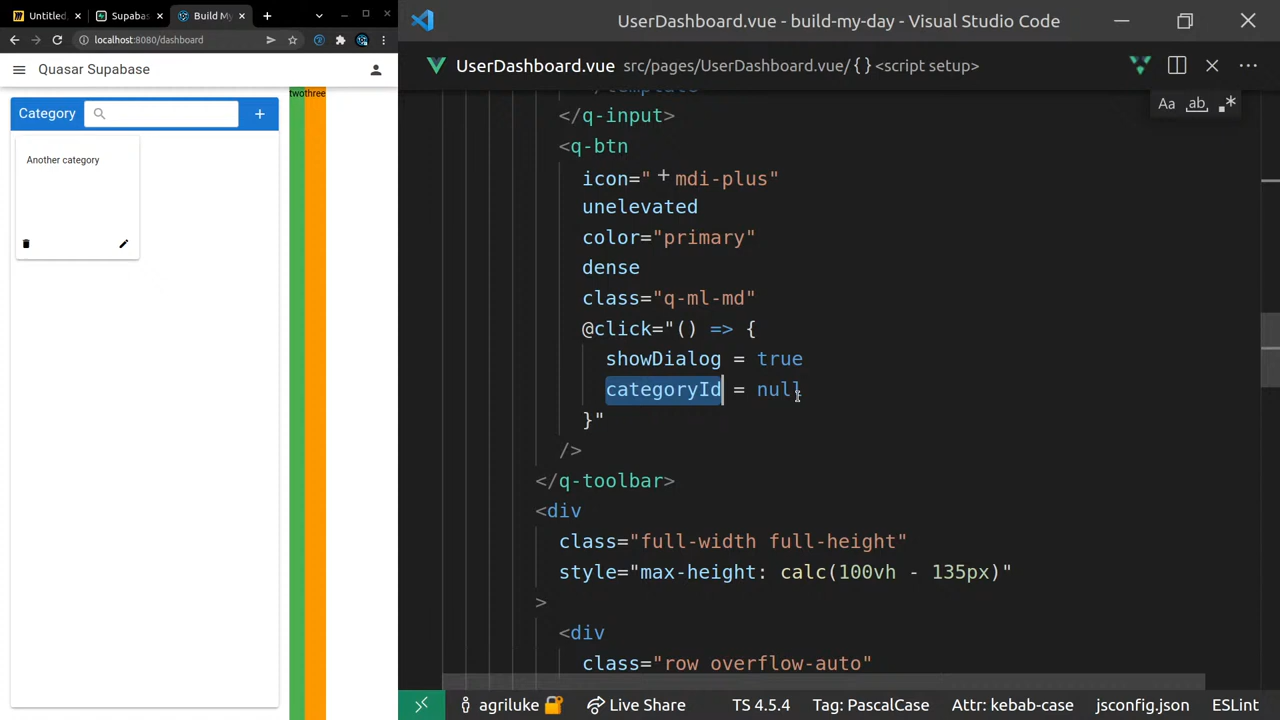 Untitled,
Supabas
Build My
localhost:8080/dashboard
Quasar Supabase
Category
Another category
twothree
UserDashboard.vue - build-my-day - Visual Studio Code
UserDashboard.vue src/pages/UserDashboard.vue/ {} <script setup>
Aa ab
</template
</q-input>
<q-btn
icon="+mdi-plus"
unelevated
color="primary"
dense
class="q-ml-md"
@click="() => {
showDialog = true
categoryId = null
}"
/>
</q-toolbar>
<div
class="full-width full-height"
style="max-height: calc(100vh - 135px)"
>
<div
class="row overflow-auto"
agriluke Live Share TS 4.5.4 Tag: PascalCase Attr: kebab-case jsconfig.json ESLint